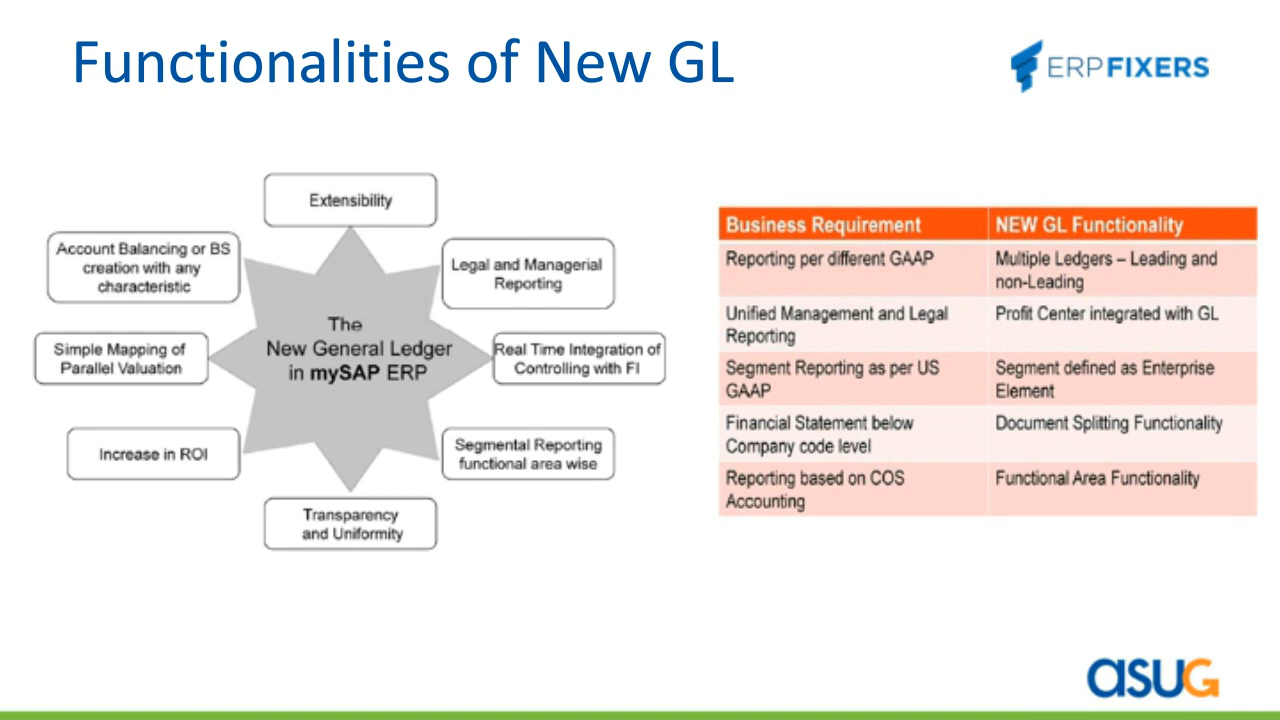 Functionalities of New GL
ERPFIXERS
Extensibility
Account Balancing or BS
creation with any
characteristic
Legal and Managerial
Reporting
Simple Mapping of
Parallel Valuation
The
New General Ledger
in mySAP ERP
Real Time Integration of
Controlling with FI
Increase in ROI
Segmental Reporting
functional area wise
Transparency
and Uniformity
Business Requirement
NEW GL Functionality
Reporting per different GAAP
Multiple Ledgers – Leading and
non-Leading
Unified Management and Legal
Reporting
Profit Center integrated with GL
Segment Reporting as per US
GAAP
Segment defined as Enterprise
Element
Financial Statement below
Company code level
Document Splitting Functionality
Reporting based on COS
Accounting
Functional Area Functionality
asUG